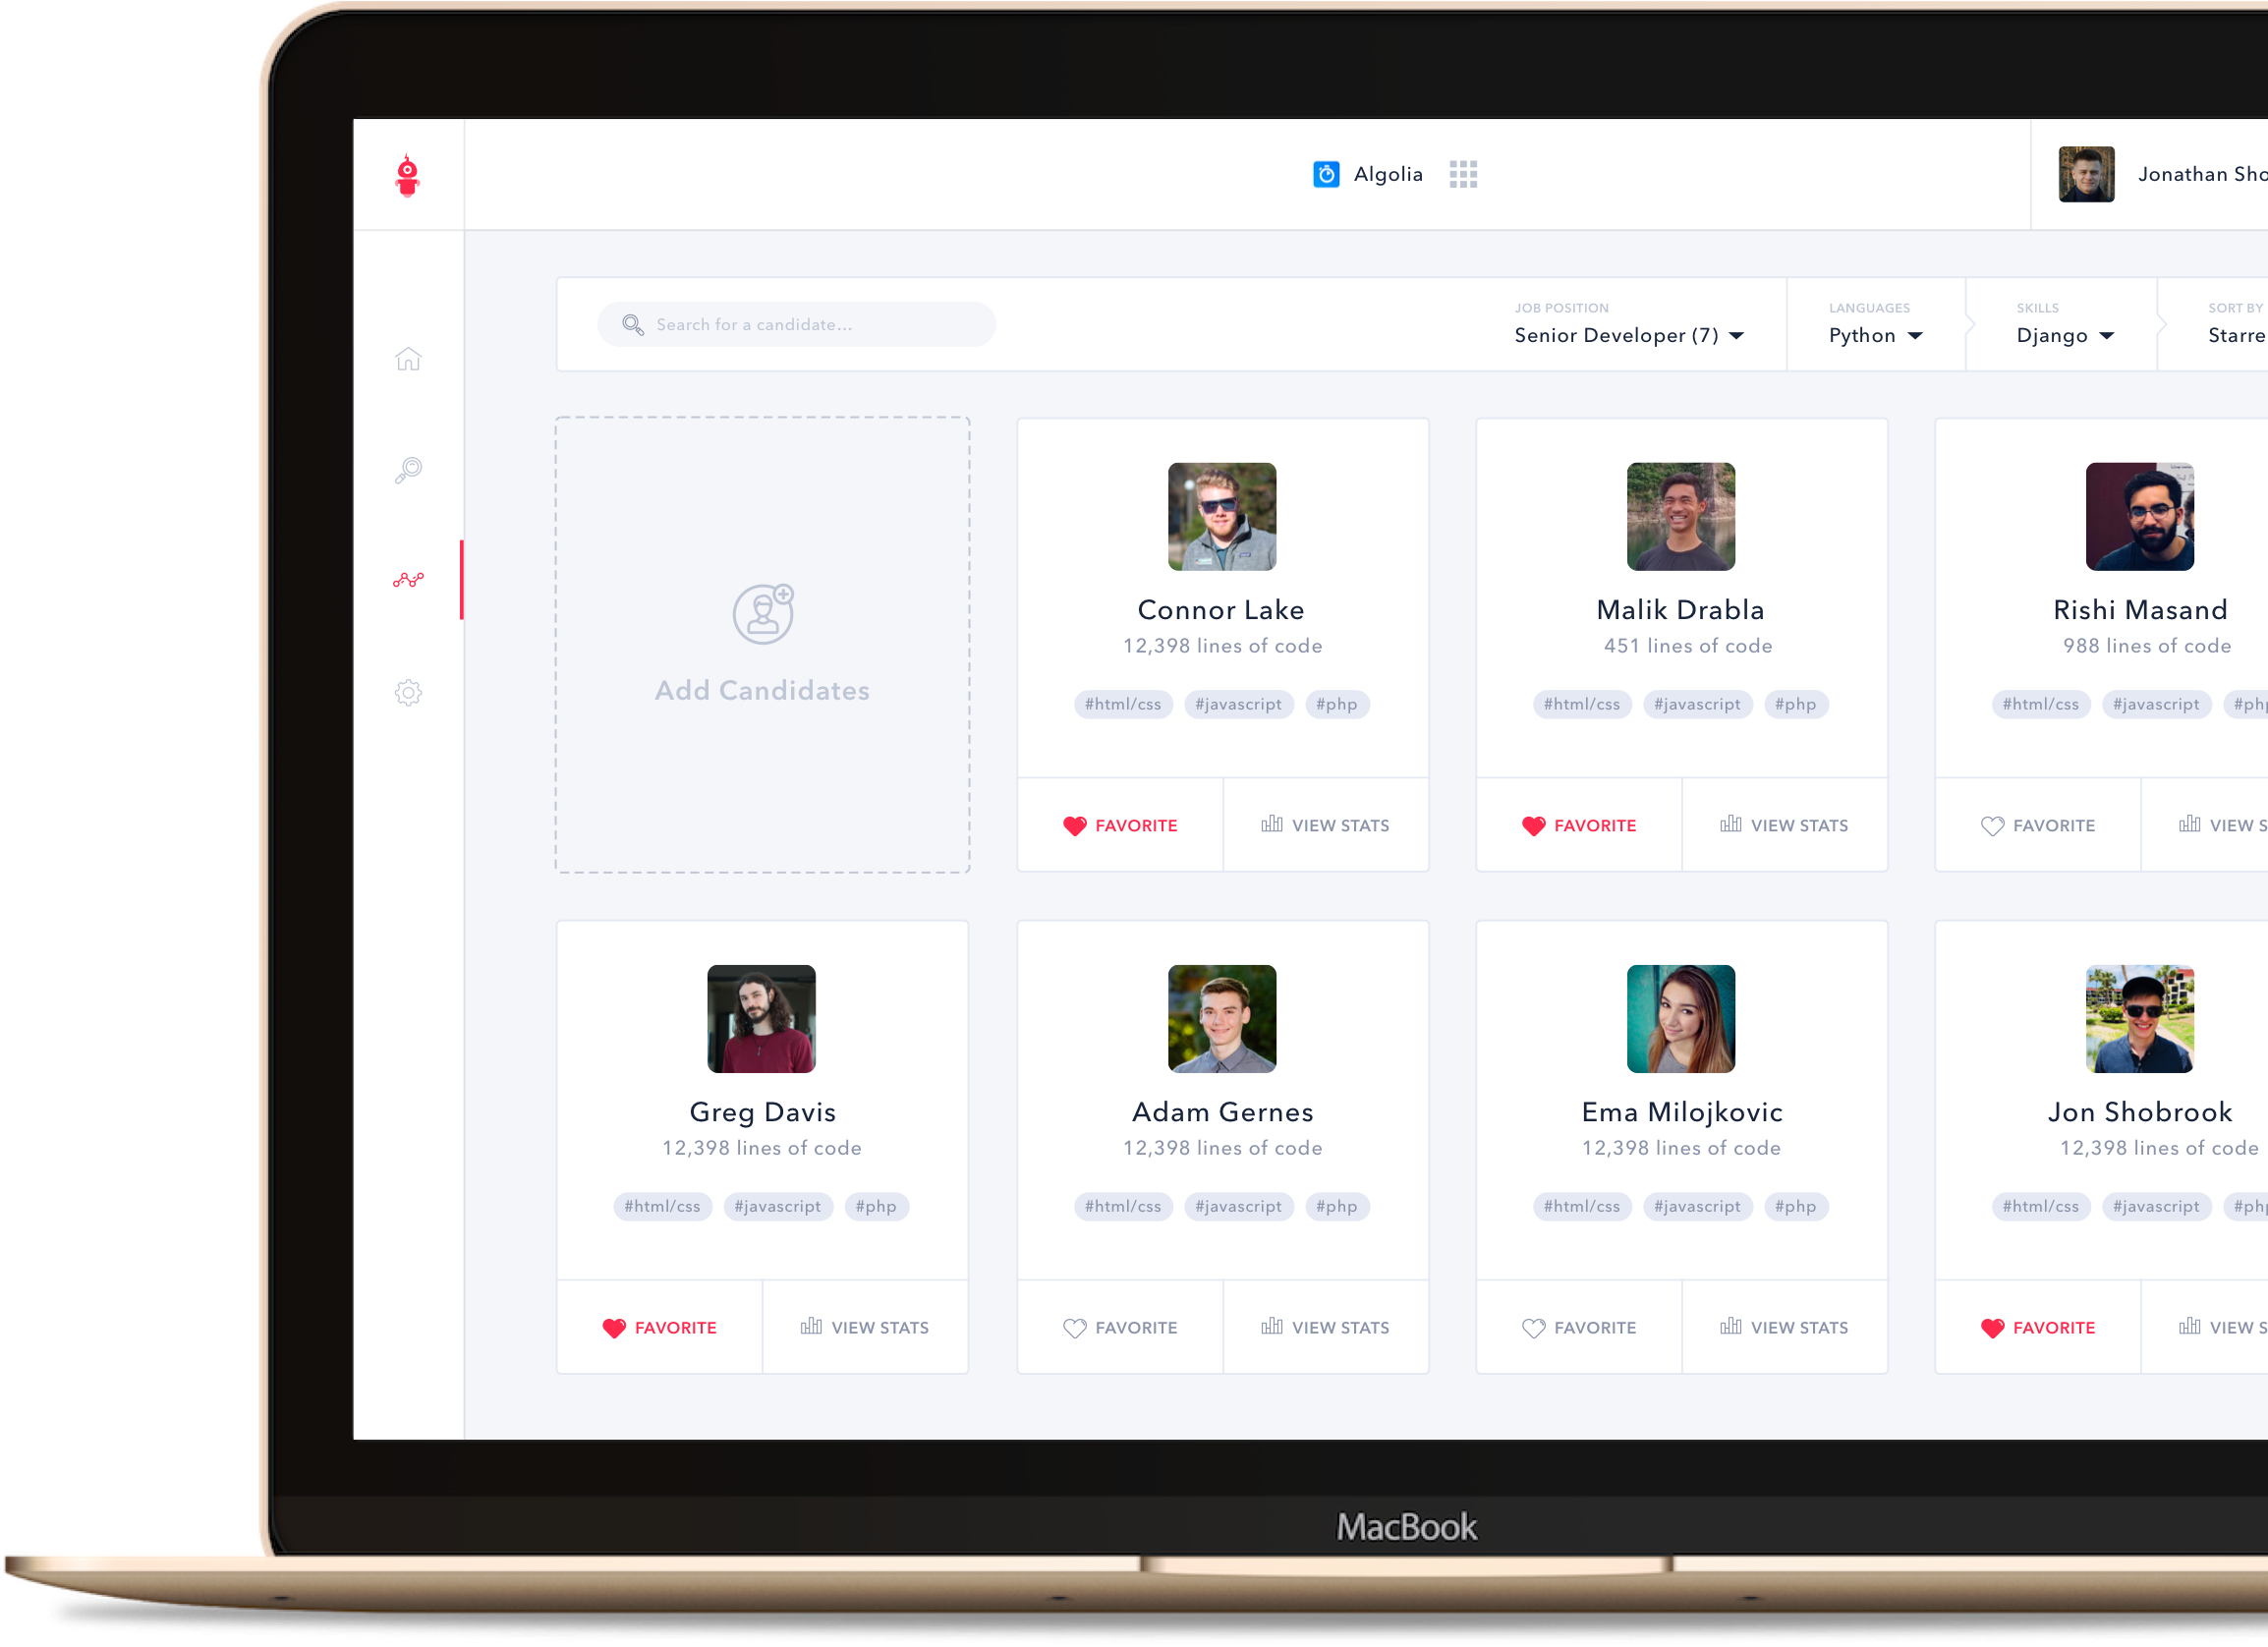 Algolia
Jonathan Sho
Search for a candidate...
JOB POSITION
Senior Developer (7)
LANGUAGES
Python
SKILLS
Django
SORT BY
Starre
Add Candidates
Connor Lake
12,398 lines of code
#html/css #javascript #php
FAVORITE VIEW STATS
Malik Drabla
451 lines of code
#html/css #javascript #php
FAVORITE VIEW STATS
Rishi Masand
988 lines of code
#html/css #javascript #php
FAVORITE VIEW S
Greg Davis
12,398 lines of code
#html/css #javascript #php
FAVORITE VIEW STATS
Adam Gernes
12,398 lines of code
#html/css #javascript #php
FAVORITE VIEW STATS
Ema Milojkovic
12,398 lines of code
#html/css #javascript #php
FAVORITE VIEW STATS
Jon Shobrook
12,398 lines of code
#html/css #javascript #php
FAVORITE VIEW S
MacBook